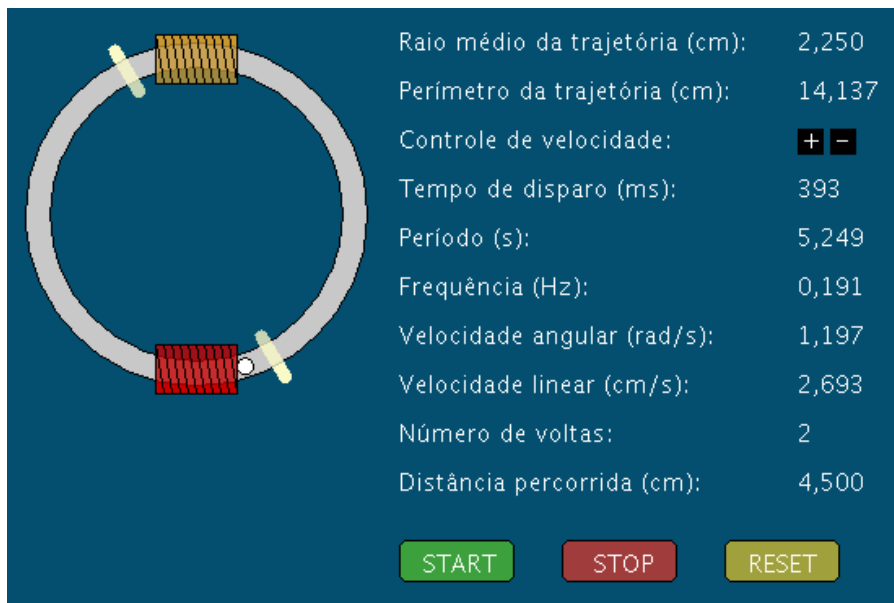 Raio médio da trajetória (cm): 2,250
Perímetro da trajetória (cm): 14,137
Controle de velocidade: + -
Tempo de disparo (ms): 393
Período (s): 5,249
Frequência (Hz): 0,191
Velocidade angular (rad/s): 1,197
Velocidade linear (cm/s): 2,693
Número de voltas: 2
Distância percorrida (cm): 4,500
START STOP RESET